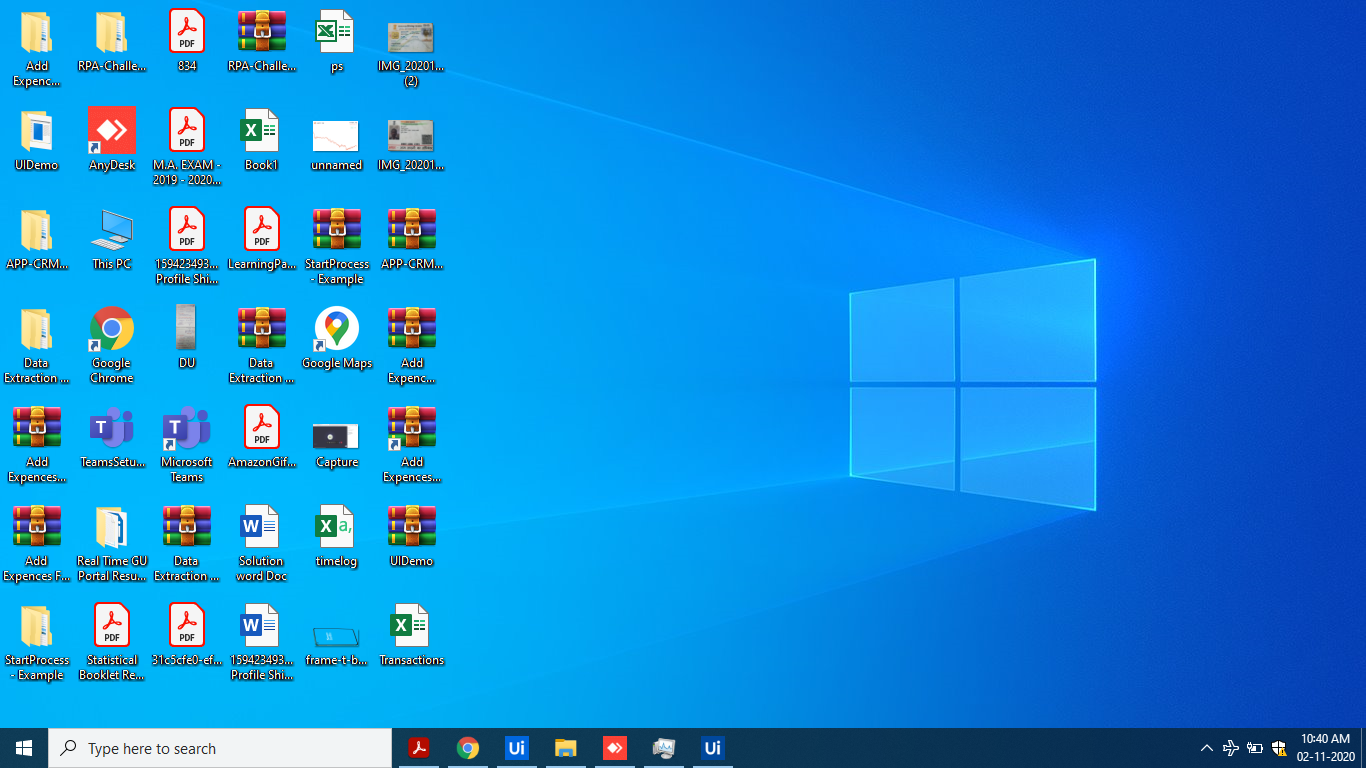 Add
Expenc...
RPA-Challe...
PDF
834
RPA-Challe...
ps
IMG_20201...
(2)
UIDemo
AnyDesk
PDF
M.A. EXAM -
2019 - 2020...
Book1
unnamed
IMG_20201...
APP-CRM...
This PC
PDF
159423493...
Profile Shi...
PDF
LearningPa...
StartProcess
- Example
APP-CRM...
Data
Extraction ...
Google
Chrome
DU
Data
Extraction ...
Google Maps
Add
Expenc...
Add
Expences...
TeamsSetu...
Microsoft
Teams
PDF
AmazonGif...
Capture
Add
Expences...
Add
Expences F...
Real Time GU
Portal Resu...
Data
Extraction ...
Solution
word Doc
timelog
UIDemo
StartProcess
- Example
PDF
Statistical
Booklet Re...
PDF
31c5cfe0-ef...
159423493...
Profile Shi...
frame-t-b...
Transactions
Type here to search
Ui
Ui
10:40 AM
02-11-2020